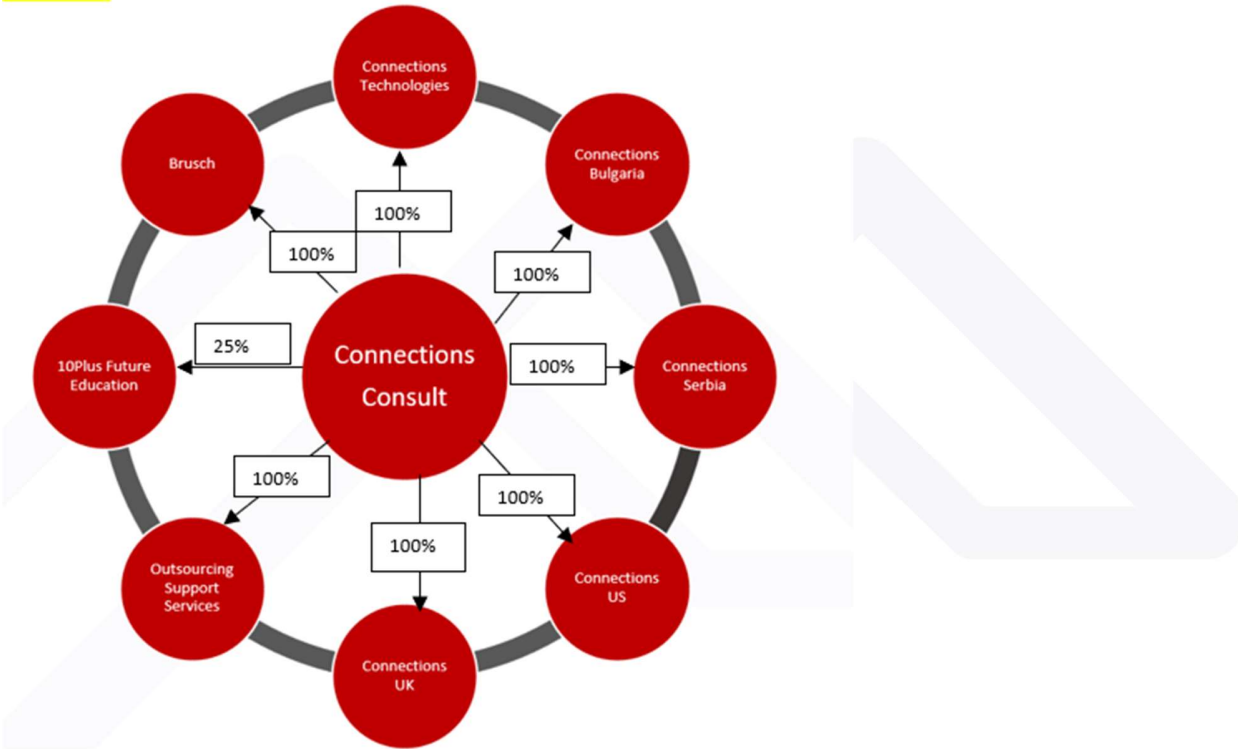 Connections
Technologies
Brusch
Connections
Bulgaria
100%
100%
100%
25%
100%
10Plus Future
Education
Connections
Consult
Connections
Serbia
100%
100%
100%
Outsourcing
Support
Services
Connections
US
Connections
UK